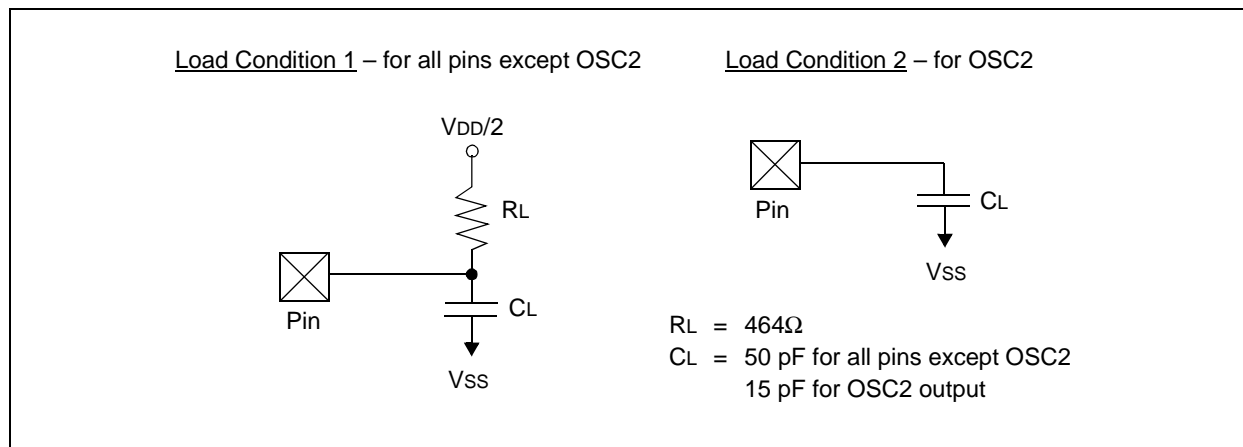 Load Condition 1 – for all pins except OSC2
VDD/2
RL
Pin
CL
VSS
Load Condition 2 – for OSC2
Pin
CL
VSS
RL = 464Ω
CL = 50 pF for all pins except OSC2
15 pF for OSC2 output